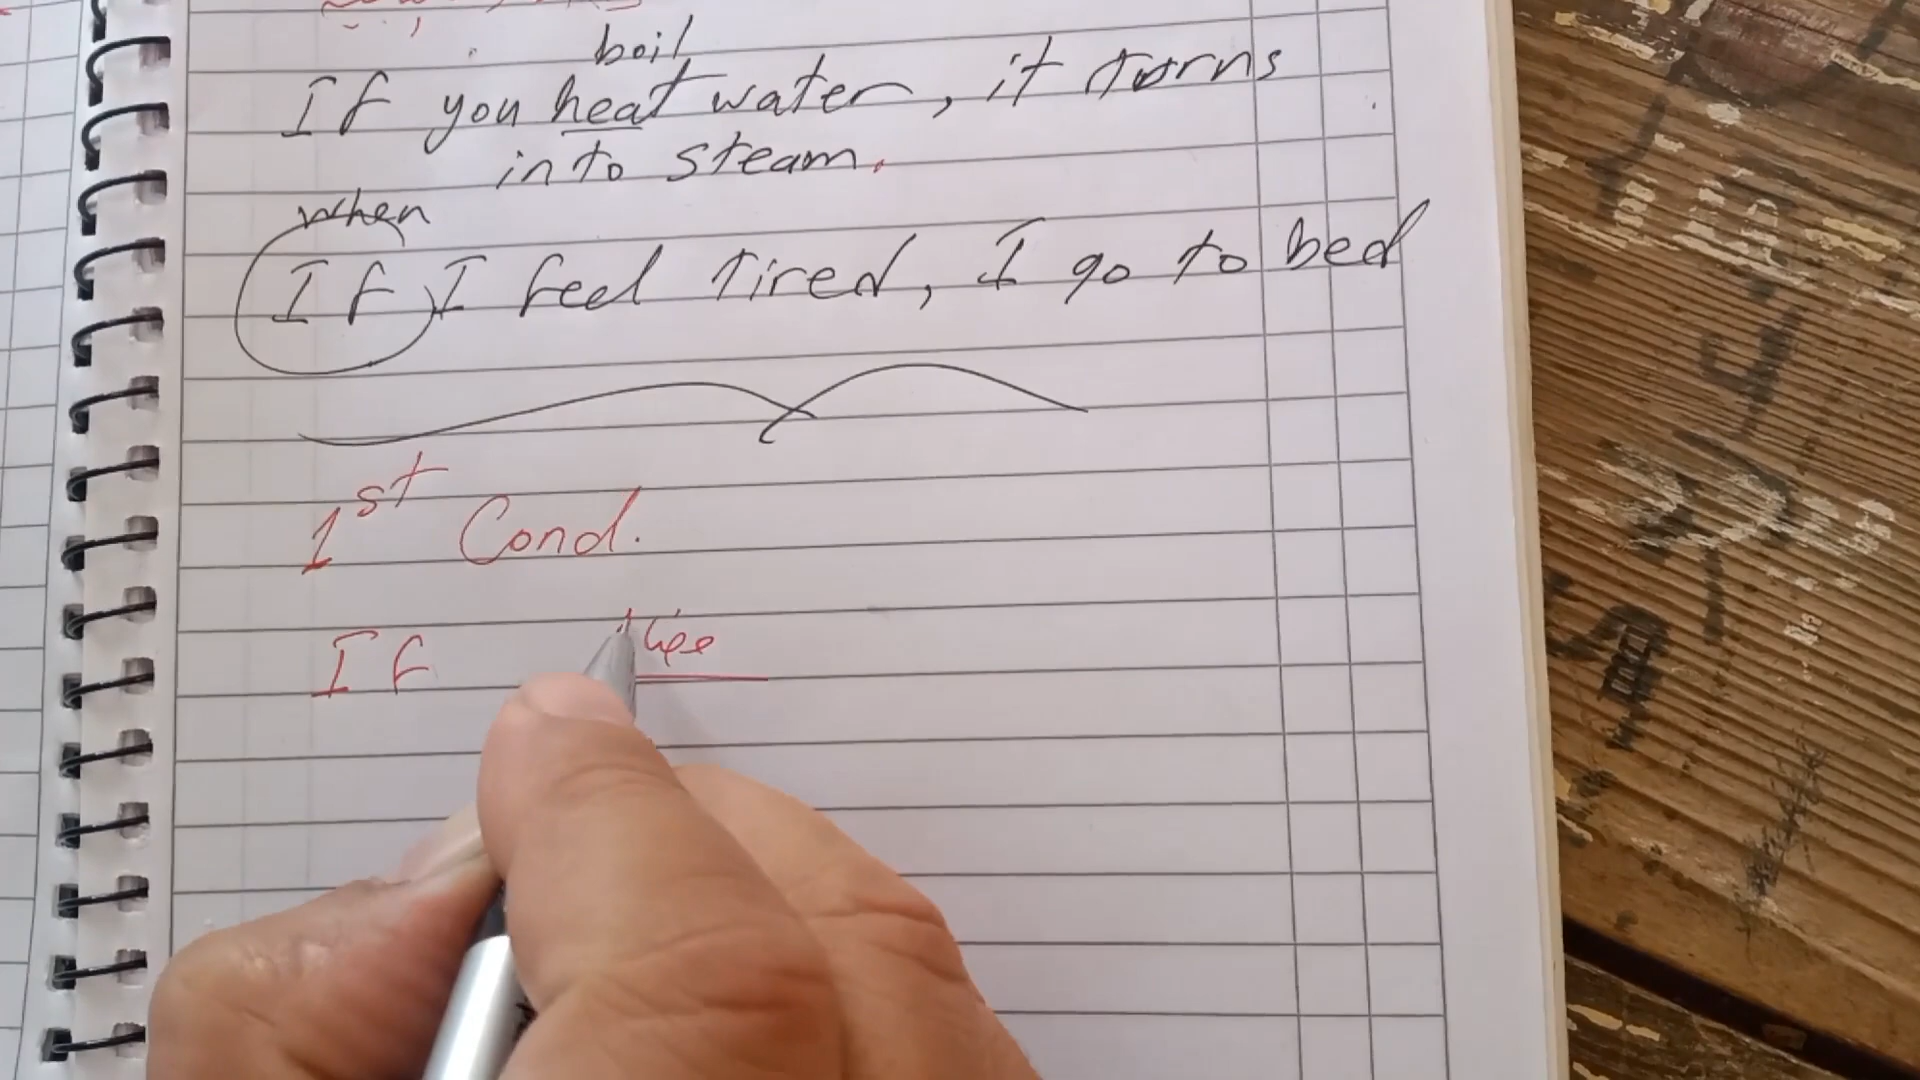 boil
If you heat water, it turns
into steam.
when
If I feel tired, I go to bed
1st Cond.
If